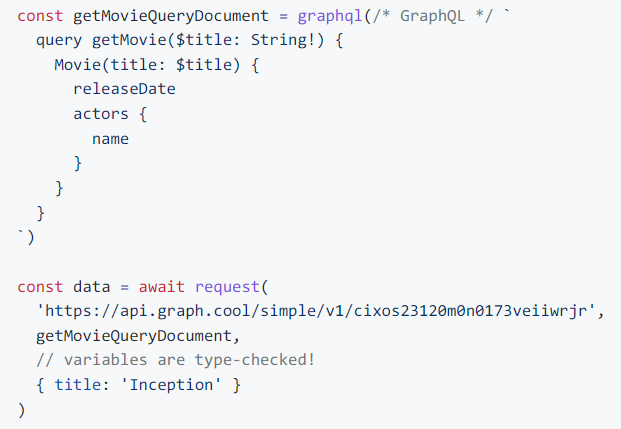 const getMovieQueryDocument = graphql(/* GraphQL */ `
  query getMovie($title: String!) {
    Movie(title: $title) {
      releaseDate
      actors {
        name
      }
    }
  }
`)

const data = await request(
  'https://api.graph.cool/simple/v1/cixos23120m0n0173veiiwrjr',
  getMovieQueryDocument,
  // variables are type-checked!
  { title: 'Inception' }
)